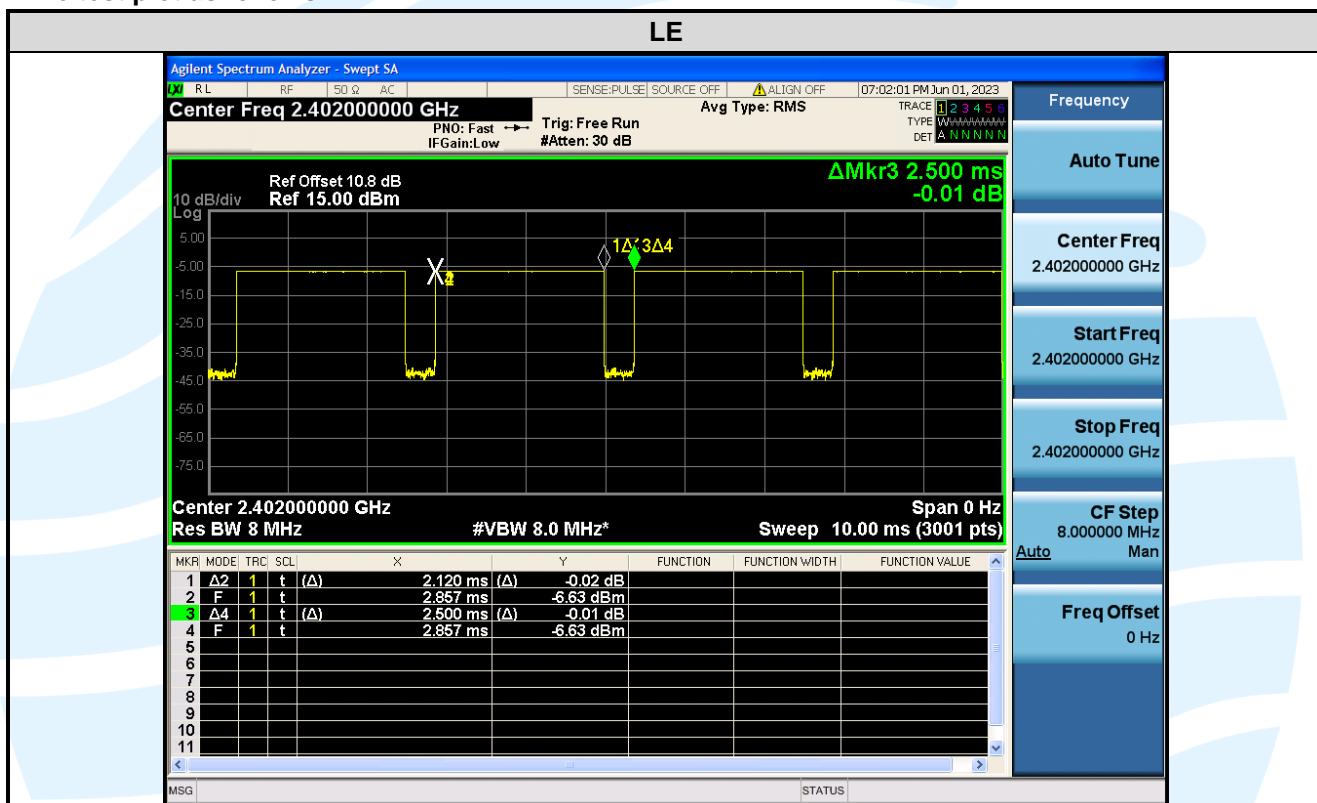 LE
Agilent Spectrum Analyzer - Swept SA
LXI RL RF 50 Ω AC SENSE:PULSE SOURCE OFF ALIGN OFF 07:02:01 PM Jun 01, 2023
Center Freq 2.402000000 GHz
PNO: Fast
IFGain:Low
Trig: Free Run
#Atten: 30 dB
Avg Type: RMS
TRACE 1 2 3 4 5 6
TYPE
DET A N N N N N
ΔMkr3 2.500 ms
-0.01 dB
Ref Offset 10.8 dB
10 dB/div Ref 15.00 dBm
Log
5.00
-5.00
-15.0
-25.0
-35.0
-45.0
-55.0
-65.0
-75.0
3Δ4
Center 2.402000000 GHz Span 0 Hz
Res BW 8 MHz #VBW 8.0 MHz* Sweep 10.00 ms (3001 pts)
MKR MODE TRC SCL X Y FUNCTION FUNCTION WIDTH FUNCTION VALUE
1 Δ2 1 t (Δ) 2.120 ms (Δ) -0.02 dB
2 F 1 t 2.857 ms -6.63 dBm
3 Δ4 1 t (Δ) 2.500 ms (Δ) -0.01 dB
4 F 1 t 2.857 ms -6.63 dBm
5
6
7
8
9
10
11
MSG STATUS
Frequency
Auto Tune
Center Freq
2.402000000 GHz
Start Freq
2.402000000 GHz
Stop Freq
2.402000000 GHz
CF Step
8.000000 MHz
Auto Man
Freq Offset
0 Hz